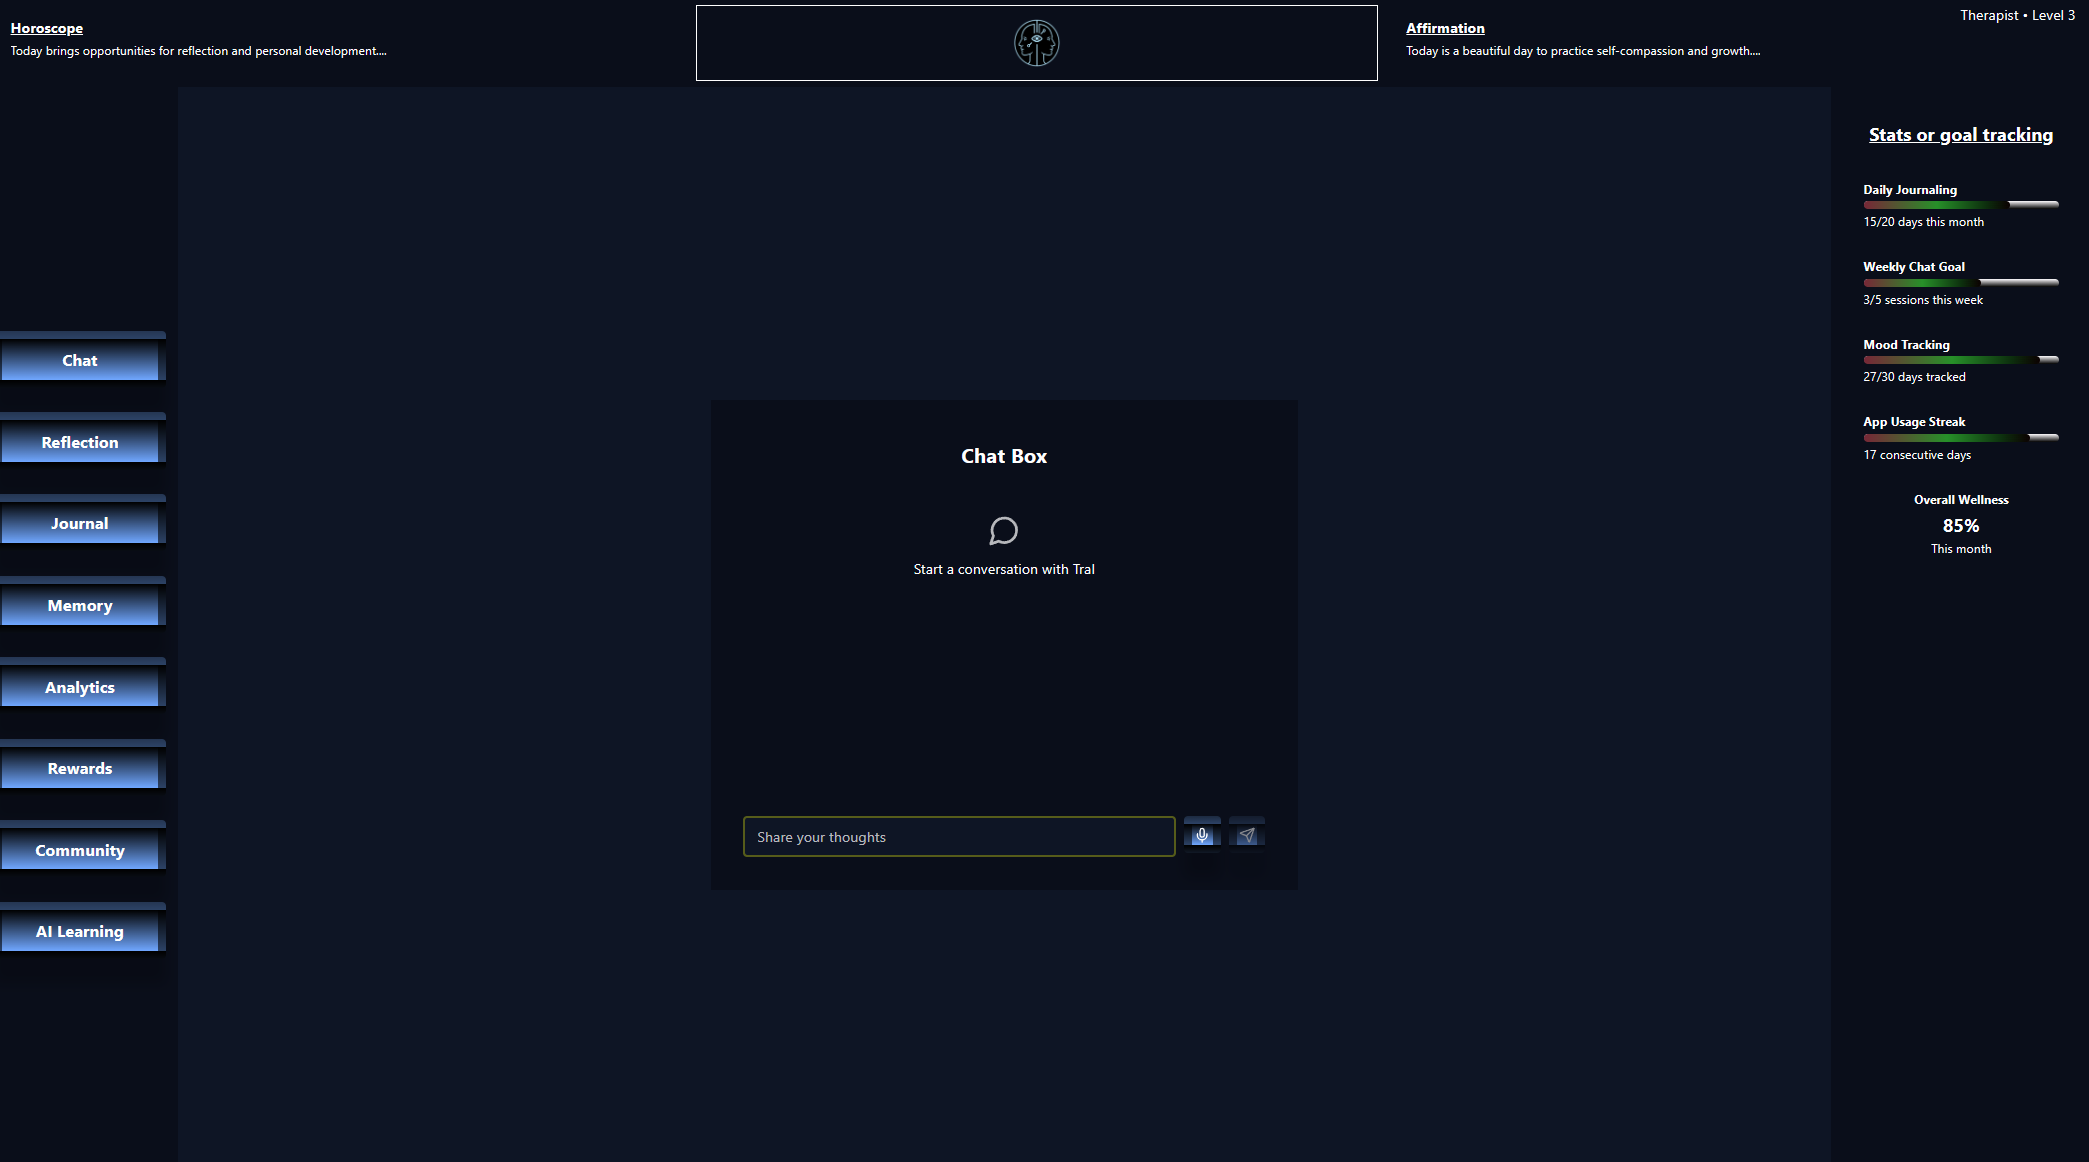 Horoscope
Today brings opportunities for reflection and personal development....
Affirmation
Today is a beautiful day to practice self-compassion and growth....
Therapist • Level 3
Chat
Reflection
Journal
Memory
Analytics
Rewards
Community
AI Learning
Chat Box
Start a conversation with Tral
Share your thoughts
Stats or goal tracking
Daily Journaling
15/20 days this month
Weekly Chat Goal
3/5 sessions this week
Mood Tracking
27/30 days tracked
App Usage Streak
17 consecutive days
Overall Wellness
85%
This month